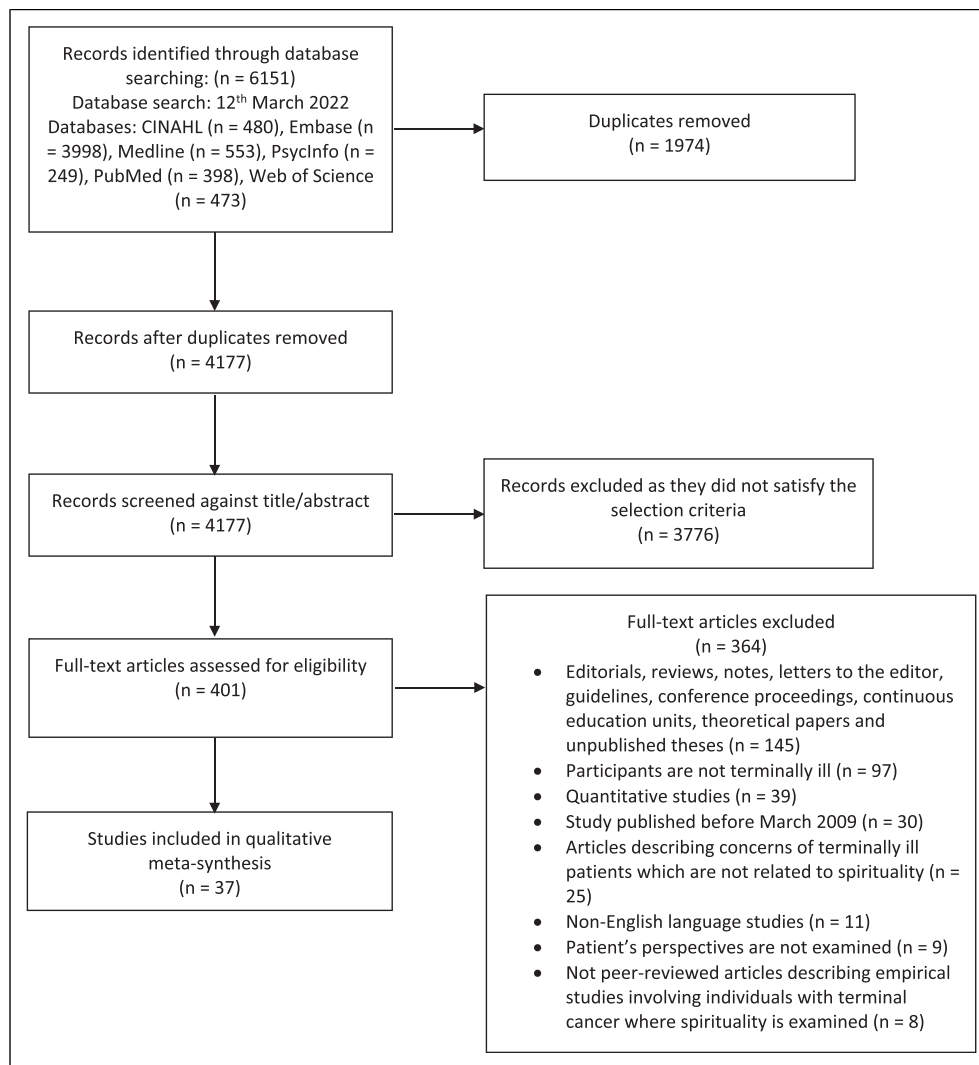 Records identified through database
searching: (n = 6151)
Database search: 12th March 2022
Databases: CINAHL (n = 480), Embase (n
= 3998), Medline (n = 553), PsycInfo (n =
249), PubMed (n = 398), Web of Science
(n = 473)
Duplicates removed
(n = 1974)
Records after duplicates removed
(n = 4177)
Records screened against title/abstract
(n = 4177)
Records excluded as they did not satisfy the
selection criteria
(n = 3776)
Full-text articles assessed for eligibility
(n = 401)
Full-text articles excluded
(n = 364)
• Editorials, reviews, notes, letters to the editor,
guidelines, conference proceedings, continuous
education units, theoretical papers and
unpublished theses (n = 145)
• Participants are not terminally ill (n = 97)
• Quantitative studies (n = 39)
• Study published before March 2009 (n = 30)
• Articles describing concerns of terminally ill
patients which are not related to spirituality (n =
25)
• Non-English language studies (n = 11)
• Patient's perspectives are not examined (n = 9)
• Not peer-reviewed articles describing empirical
studies involving individuals with terminal
cancer where spirituality is examined (n = 8)
Studies included in qualitative
meta-synthesis
(n = 37)